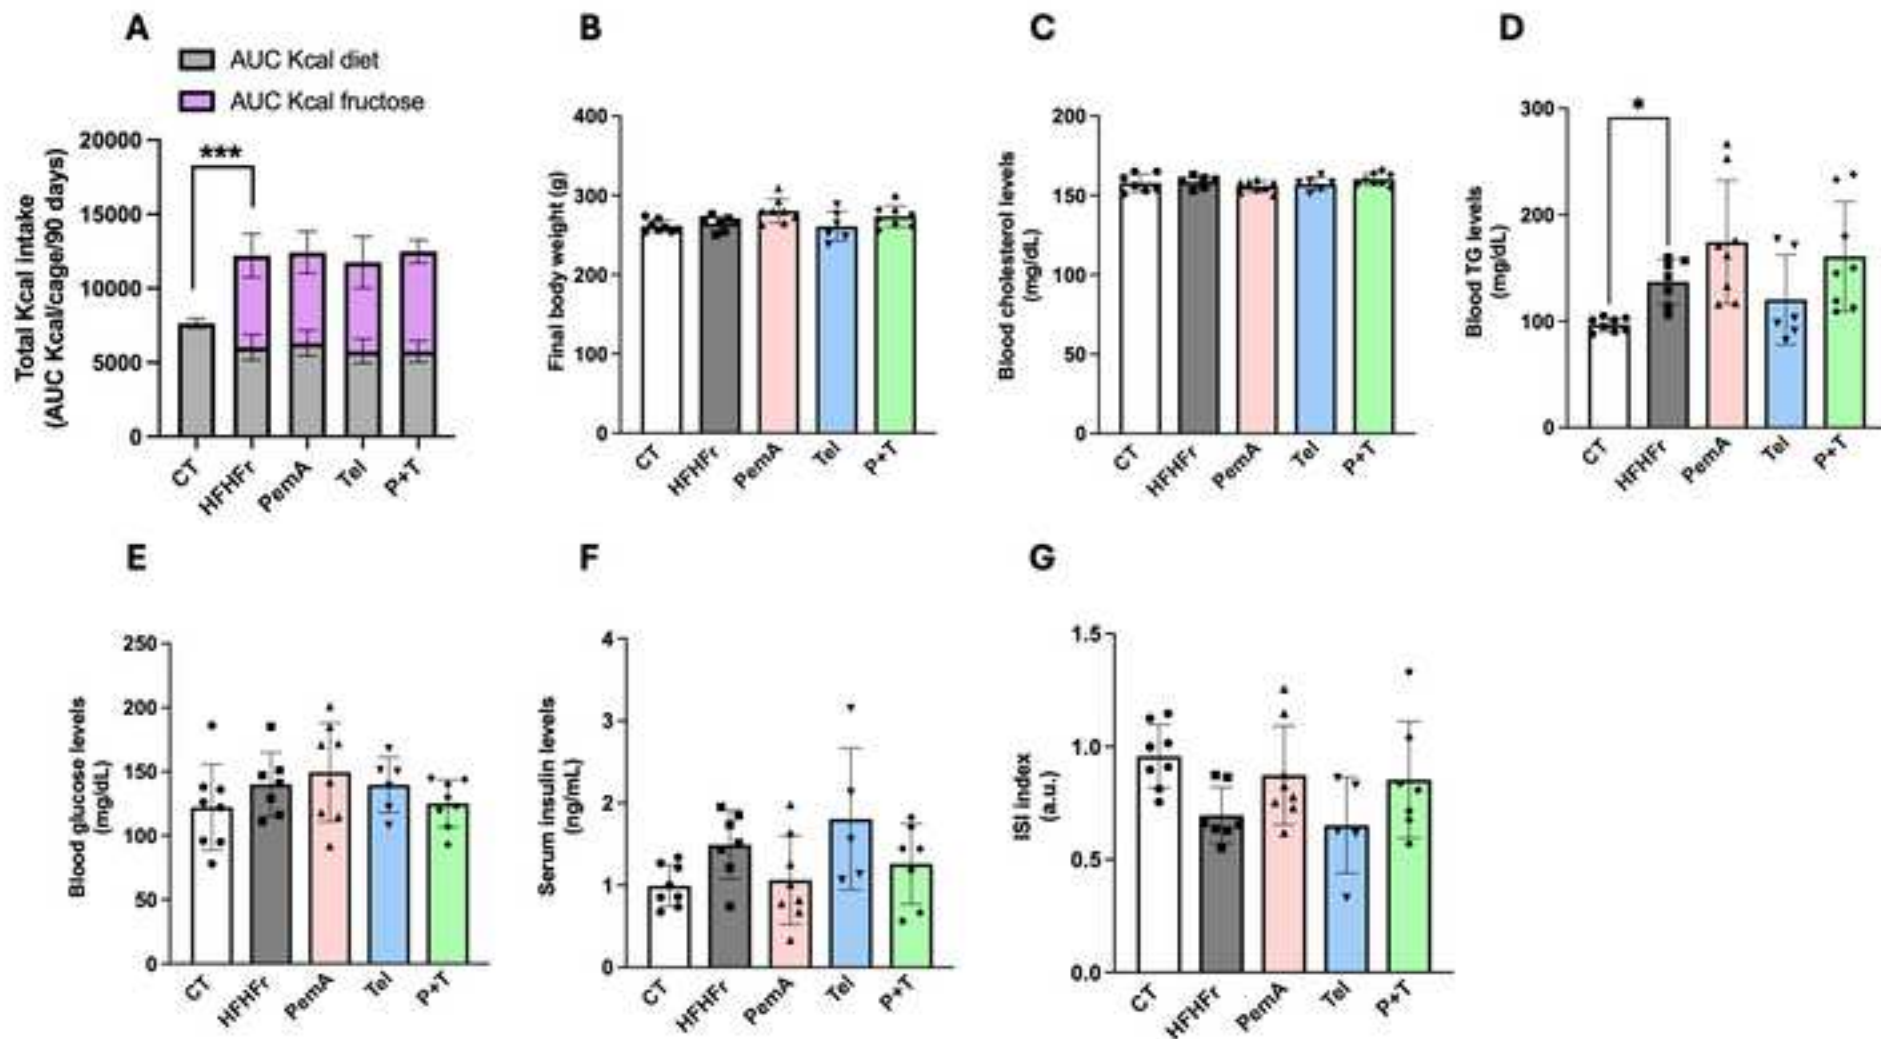 A
B
C
D
AUC Kcal diet
AUC Kcal fructose
Total Kcal intake
(AUC Kcal/cage/90 days)
20000
15000
10000
5000
0
***
CT
HFHFr
PemA
Tel
P+T
Final body weight (g)
400
300
200
100
0
CT
HFHFr
PemA
Tel
P+T
Blood cholesterol levels
(mg/dL)
200
150
100
50
0
CT
HFHFr
PemA
Tel
P+T
Blood TG levels
(mg/dL)
300
200
100
0
*
CT
HFHFr
PemA
Tel
P+T
E
F
G
Blood glucose levels
(mg/dL)
250
200
150
100
50
0
CT
HFHFr
PemA
Tel
P+T
Serum insulin levels
(ng/mL)
4
3
2
1
0
CT
HFHFr
PemA
Tel
P+T
ISI index
(a.u.)
1.5
1.0
0.5
0.0
CT
HFHFr
PemA
Tel
P+T